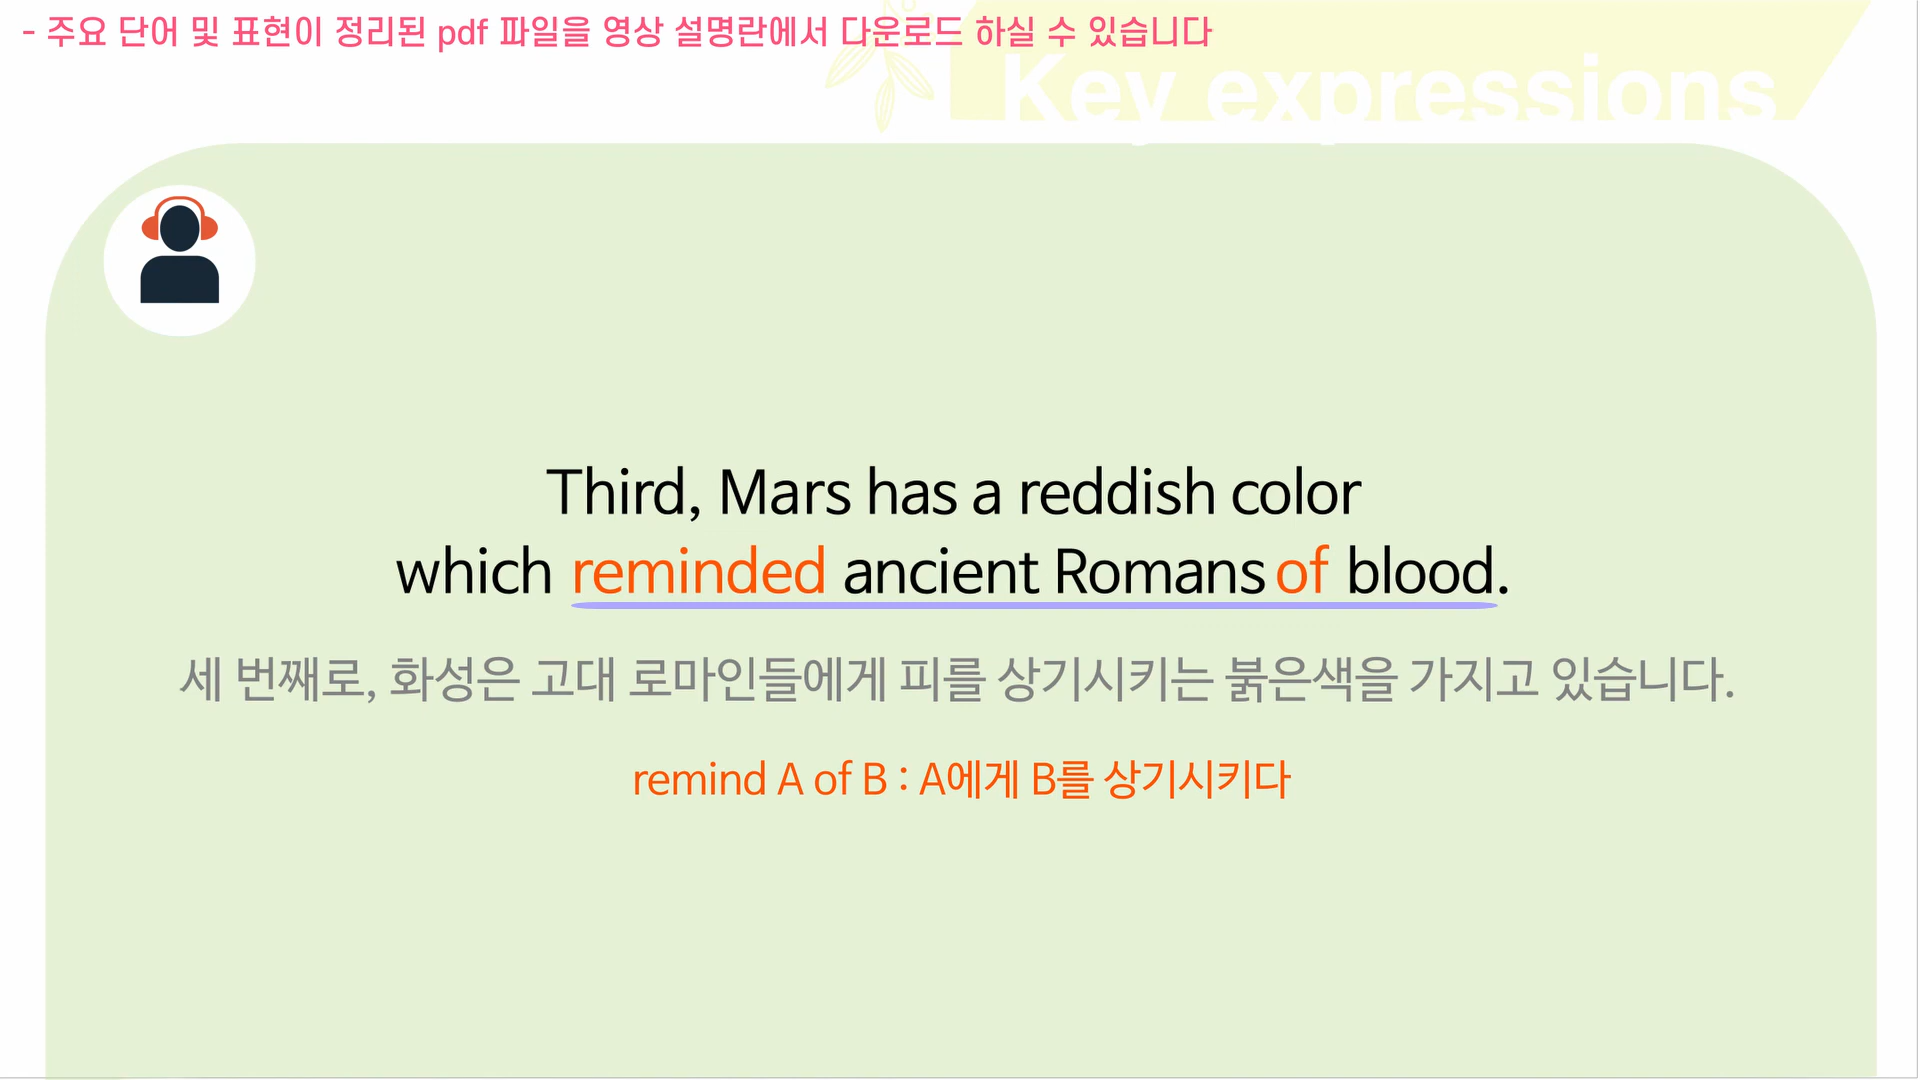 - 주요 단어 및 표현이 정리된 pdf 파일을 영상 설명란에서 다운로드 하실 수 있습니다
Key expressions
Third, Mars has a reddish color
which reminded ancient Romans of blood.
세 번째로, 화성은 고대 로마인들에게 피를 상기시키는 붉은색을 가지고 있습니다.
remind A of B : A에게 B를 상기시키다